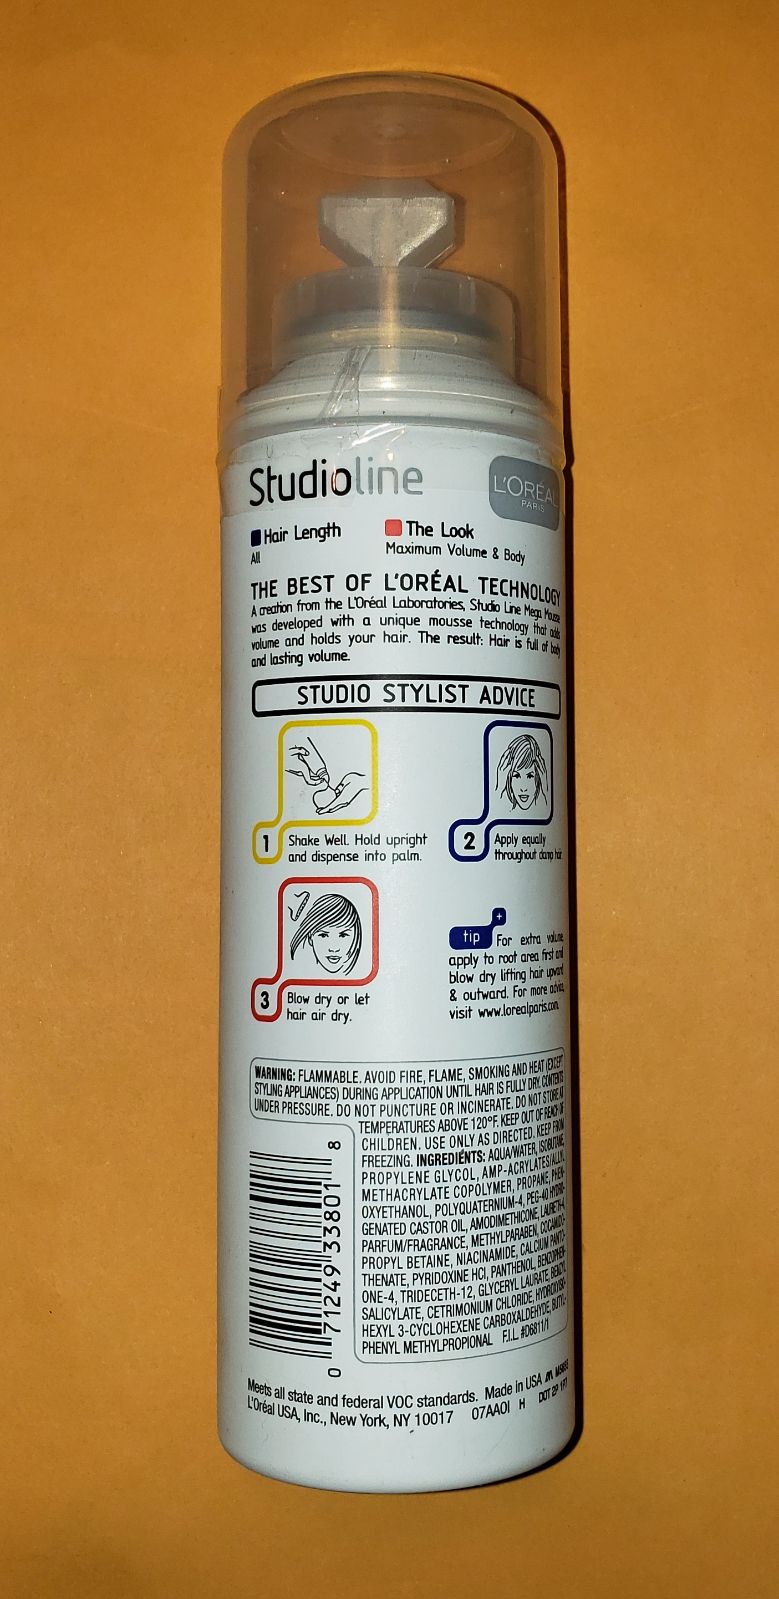 Studioline
L'ORÉAL
PARIS
Hair Length
All
The Look
Maximum Volume & Body
THE BEST OF L'ORÉAL TECHNOLOGY
A creation from the L'Oréal Laboratories, Studio Line Mega Mousse
was developed with a unique mousse technology that adds
volume and holds your hair. The result: Hair is full of body
and lasting volume.
STUDIO STYLIST ADVICE
1
Shake Well. Hold upright
and dispense into palm.
2
Apply equally
throughout damp hair.
3
Blow dry or let
hair air dry.
tip + For extra volume,
apply to root area first and
blow dry lifting hair upward
& outward. For more advice,
visit www.lorealparis.com.
WARNING: FLAMMABLE. AVOID FIRE, FLAME, SMOKING AND HEAT (EXCEPT
STYLING APPLIANCES) DURING APPLICATION UNTIL HAIR IS FULLY DRY. CONTENTS
UNDER PRESSURE. DO NOT PUNCTURE OR INCINERATE. DO NOT STORE AT
TEMPERATURES ABOVE 120°F. KEEP OUT OF REACH OF
CHILDREN. USE ONLY AS DIRECTED. KEEP FROM
FREEZING. INGREDIENTS: AQUA/WATER, ISOBUTANE,
PROPYLENE GLYCOL, AMP-ACRYLATES/ALLYL
METHACRYLATE COPOLYMER, PROPANE, PHEN-
OXYETHANOL, POLYQUATERNIUM-4, PEG-40 HYDRO-
GENATED CASTOR OIL, AMODIMETHICONE, LAURETH-4,
PARFUM/FRAGRANCE, METHYLPARABEN, COCAMIDO-
PROPYL BETAINE, NIACINAMIDE, CALCIUM PANTO-
THENATE, PYRIDOXINE HCl, PANTHENOL, BENZOPHEN-
ONE-4, TRIDECETH-12, GLYCERYL LAURATE, BENZYL
SALICYLATE, CETRIMONIUM CHLORIDE, HYDROXYISO-
HEXYL 3-CYCLOHEXENE CARBOXALDEHYDE, BUTYL-
PHENYL METHYLPROPIONAL F.I.L. #D6811/1
0 71249 33801 8
Meets all state and federal VOC standards. Made in USA
L'Oréal USA, Inc., New York, NY 10017 07AAOI H DOT 2P